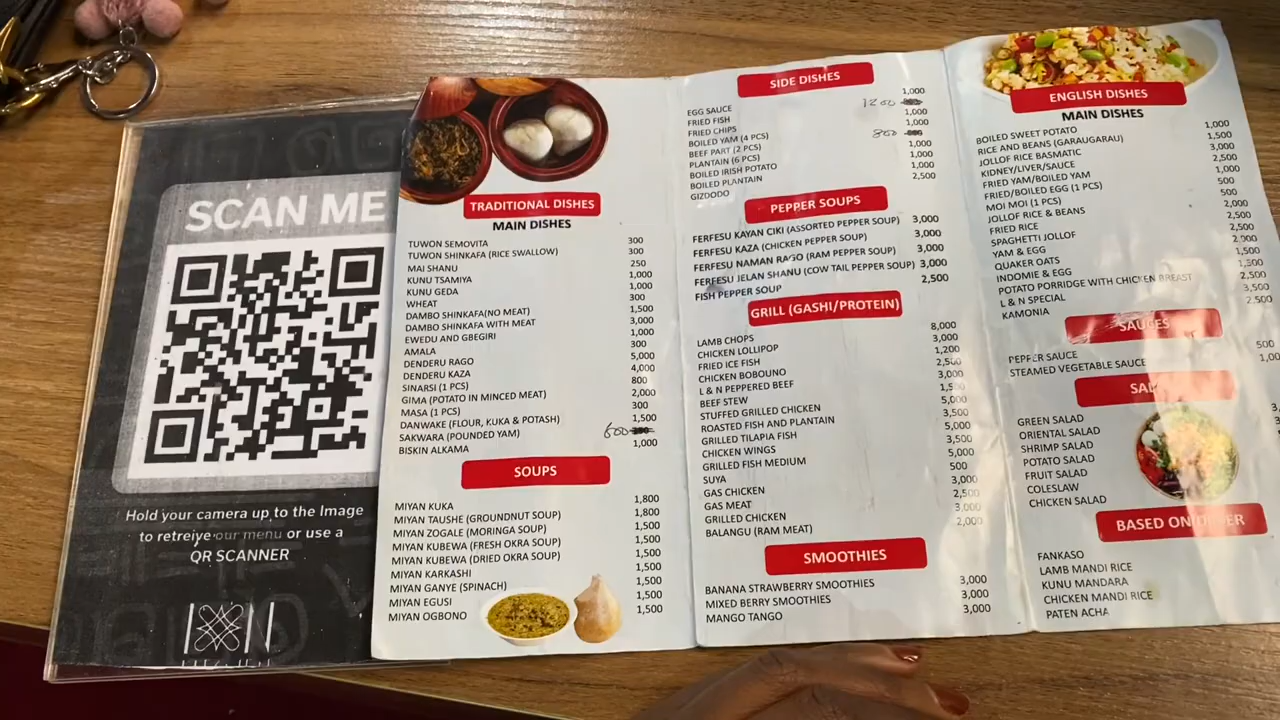 SCAN ME
Hold your camera up to the Image
to retreive our menu or use a
QR SCANNER
TRADITIONAL DISHES
MAIN DISHES
TUWON SEMOVITA 300
TUWON SHINKAFA (RICE SWALLOW) 300
MAI SHANU 250
KUNU TSAMIYA 1,000
KUNU GEDA 1,000
WHEAT 300
DAMBO SHINKAFA(NO MEAT) 1,500
DAMBO SHINKAFA WITH MEAT 3,000
EWEDU AND GBEGIRI 1,000
AMALA 300
DENDERU RAGO 5,000
DENDERU KAZA 4,000
SINARSI (1 PCS) 800
GIMA (POTATO IN MINCED MEAT) 2,000
MASA (1 PCS) 300
DANWAKE (FLOUR, KUKA & POTASH) 1,500
SAKWARA (POUNDED YAM) 600
BISKIN ALKAMA 1,000
SOUPS
MIYAN KUKA 1,800
MIYAN TAUSHE (GROUNDNUT SOUP) 1,800
MIYAN ZOGALE (MORINGA SOUP) 1,500
MIYAN KUBEWA (FRESH OKRA SOUP) 1,500
MIYAN KUBEWA (DRIED OKRA SOUP) 1,500
MIYAN KARKASHI 1,500
MIYAN GANYE (SPINACH) 1,500
MIYAN EGUSI 1,500
MIYAN OGBONO 1,500
SIDE DISHES
EGG SAUCE 1,000
FRIED FISH 1200
FRIED CHIPS 1,000
BOILED YAM (4 PCS) 1,000
BEEF PART (2 PCS) 800
PLANTAIN (6 PCS) 1,000
BOILED IRISH POTATO 1,000
BOILED PLANTAIN 1,000
GIZDODO 2,500
PEPPER SOUPS
FERFESU KAYAN CIKI (ASSORTED PEPPER SOUP) 3,000
FERFESU KAZA (CHICKEN PEPPER SOUP) 3,000
FERFESU NAMAN RAGO (RAM PEPPER SOUP) 3,000
FERFESU JELAN SHANU (COW TAIL PEPPER SOUP) 3,000
FISH PEPPER SOUP 2,500
GRILL (GASHI/PROTEIN)
LAMB CHOPS 8,000
CHICKEN LOLLIPOP 3,000
FRIED ICE FISH 1,200
CHICKEN BOBOUNO 2,500
L & N PEPPERED BEEF 3,000
BEEF STEW 1,500
STUFFED GRILLED CHICKEN 5,000
ROASTED FISH AND PLANTAIN 3,500
GRILLED TILAPIA FISH 5,000
CHICKEN WINGS 3,500
GRILLED FISH MEDIUM 5,000
SUYA 500
GAS CHICKEN 3,000
GAS MEAT 2,500
GRILLED CHICKEN 3,000
BALANGU (RAM MEAT) 2,000
SMOOTHIES
BANANA STRAWBERRY SMOOTHIES 3,000
MIXED BERRY SMOOTHIES 3,000
MANGO TANGO 3,000
ENGLISH DISHES
MAIN DISHES
BOILED SWEET POTATO 1,000
RICE AND BEANS (GARAUGARAU) 1,500
JOLLOF RICE BASMATIC 3,000
KIDNEY/LIVER/SAUCE 2,500
FRIED YAM/BOILED YAM 1,000
FRIED/BOILED EGG (1 PCS) 500
MOI MOI (1 PCS) 500
JOLLOF RICE & BEANS 2,000
FRIED RICE 2,500
SPAGHETTI JOLLOF 2,500
YAM & EGG
QUAKER OATS 1,500
INDOMIE & EGG
POTATO PORRIDGE WITH CHICKEN BREAST 2,500
L & N SPECIAL 3,500
KAMONIA 2,500
SAUCES
PEPPER SAUCE 500
STEAMED VEGETABLE SAUCE
GREEN SALAD
ORIENTAL SALAD
SHRIMP SALAD
POTATO SALAD
FRUIT SALAD
COLESLAW
CHICKEN SALAD
BASED ON
FANKASO
LAMB MANDI RICE
KUNU MANDARA
CHICKEN MANDI RICE
PATEN ACHA